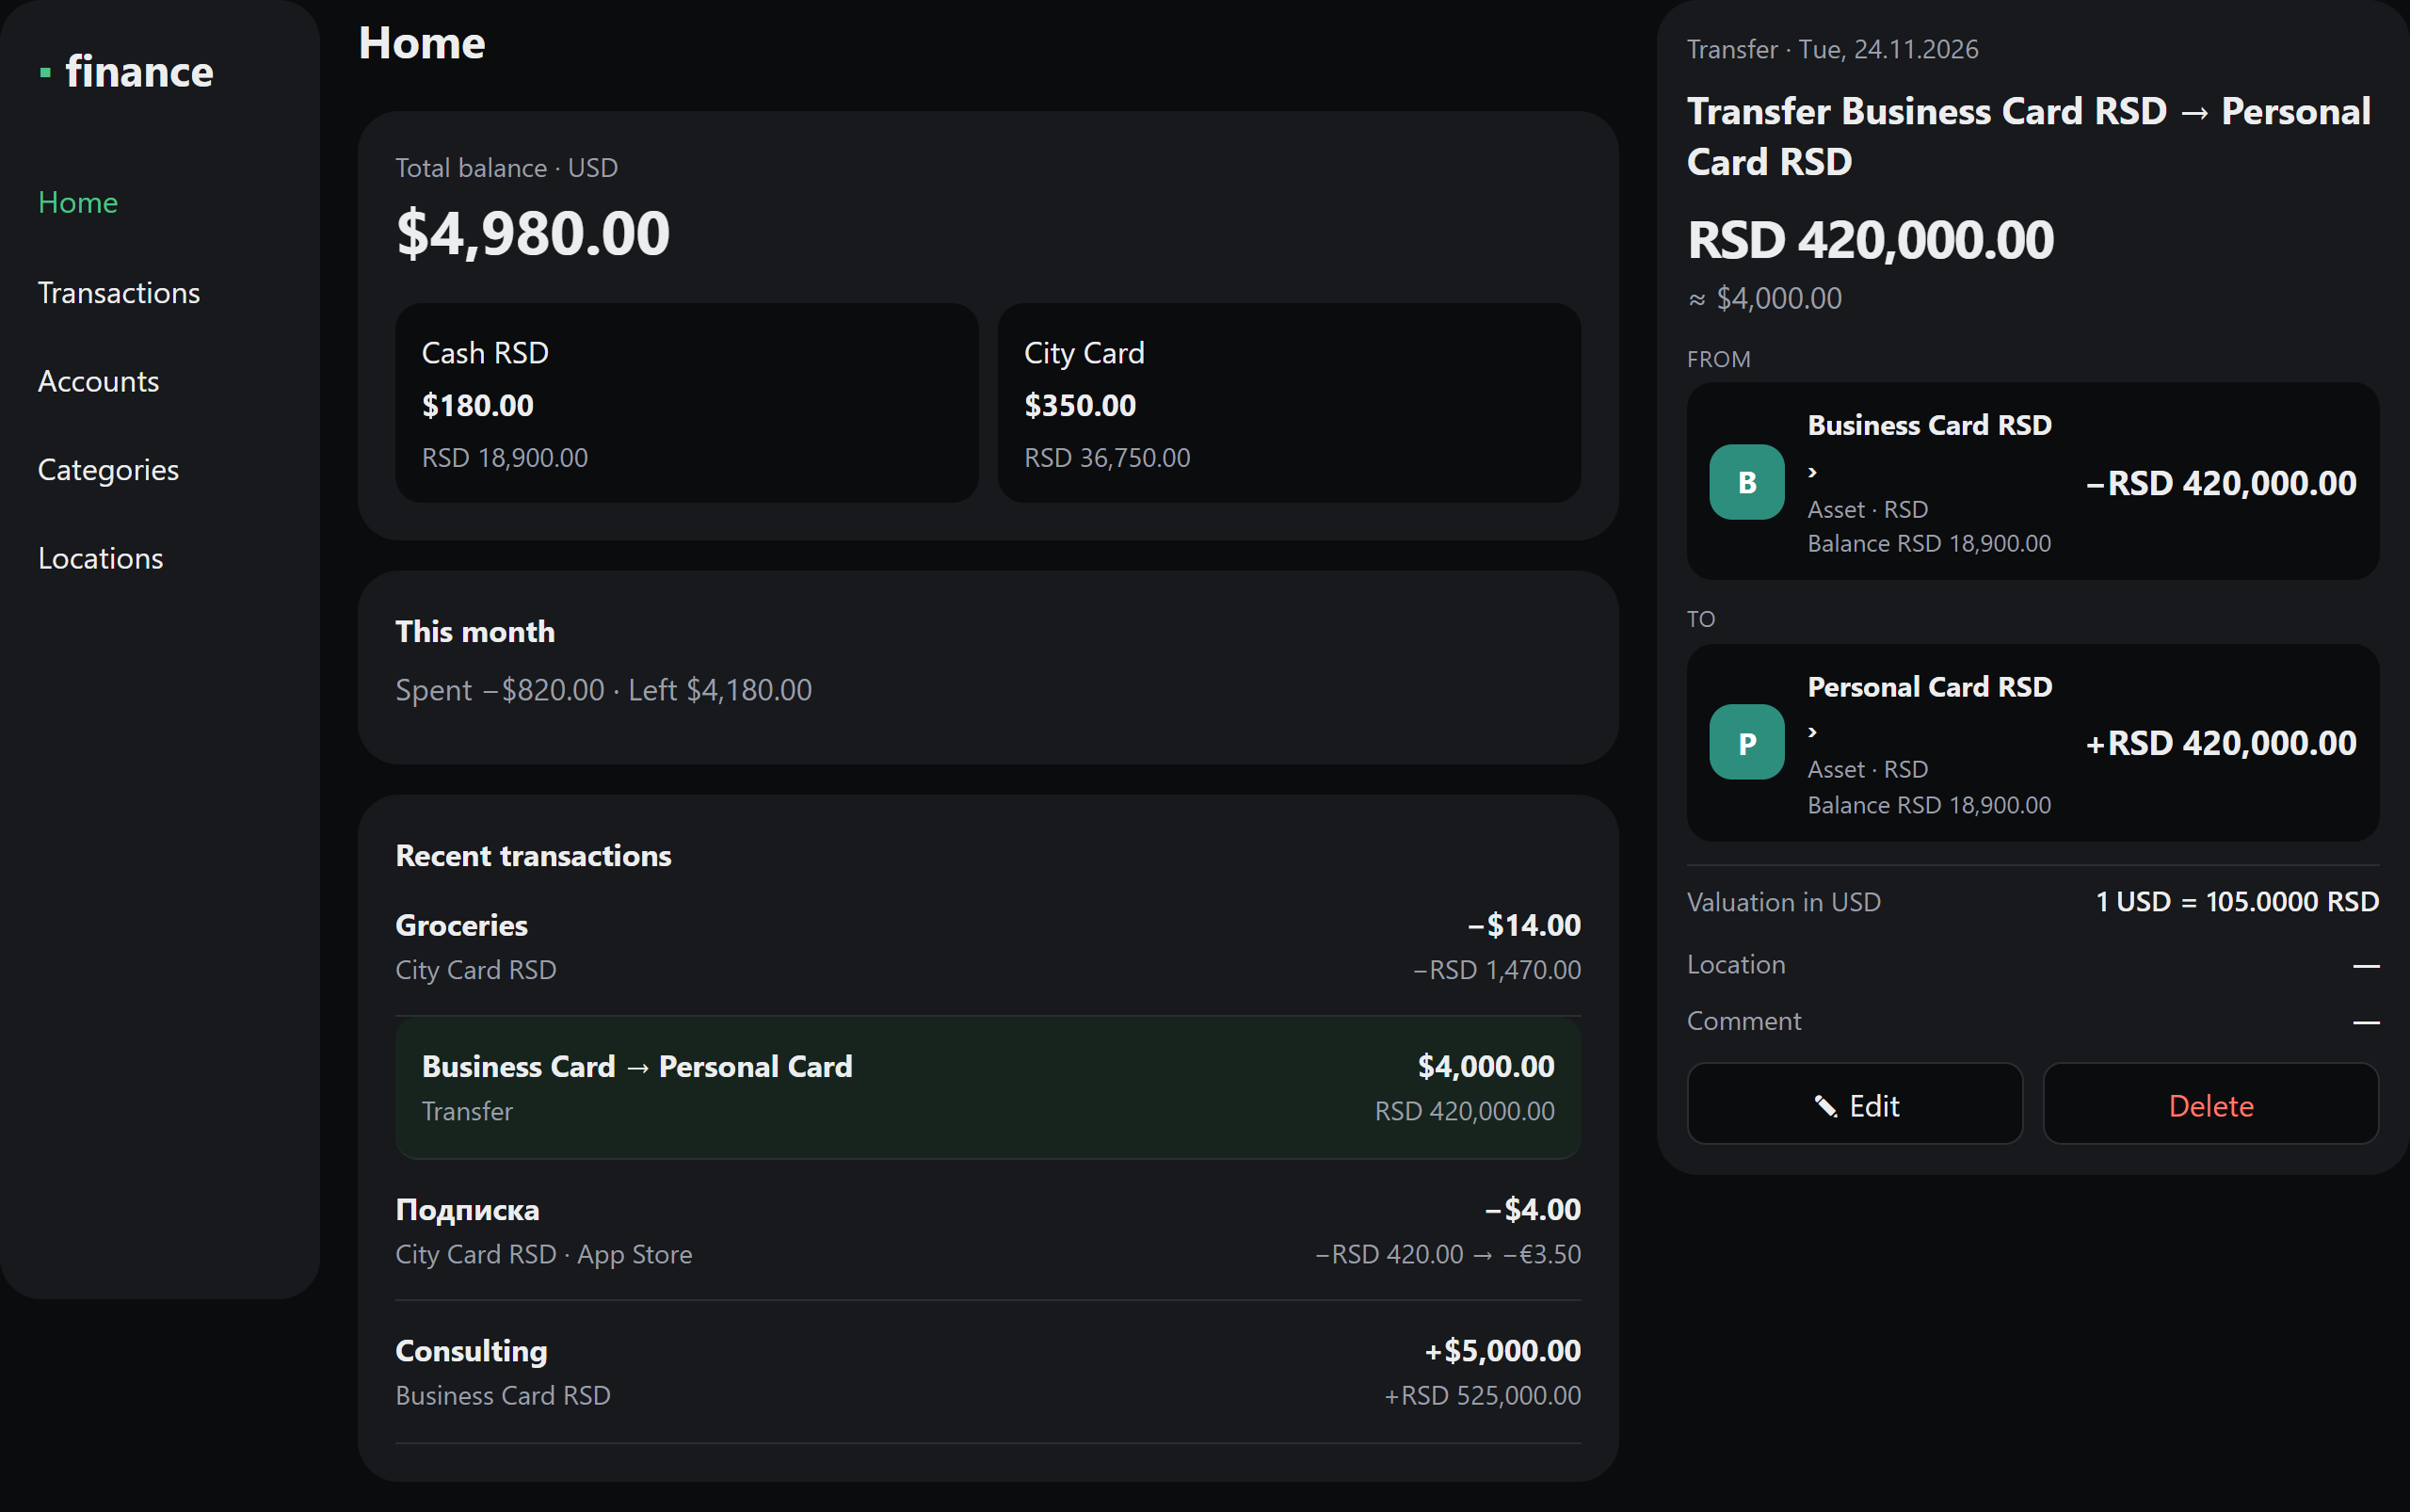 finance
Home
Transactions
Accounts
Categories
Locations
Home
Total balance · USD
$4,980.00
Cash RSD
$180.00
RSD 18,900.00
City Card
$350.00
RSD 36,750.00
This month
Spent −$820.00 · Left $4,180.00
Recent transactions
Groceries −$14.00
City Card RSD −RSD 1,470.00
Business Card → Personal Card $4,000.00
Transfer RSD 420,000.00
Подписка −$4.00
City Card RSD · App Store −RSD 420.00 → −€3.50
Consulting +$5,000.00
Business Card RSD +RSD 525,000.00
Transfer · Tue, 24.11.2026
Transfer Business Card RSD → Personal
Card RSD
RSD 420,000.00
≈ $4,000.00
FROM
B
Business Card RSD
›
Asset · RSD
Balance RSD 18,900.00
−RSD 420,000.00
TO
P
Personal Card RSD
›
Asset · RSD
Balance RSD 18,900.00
+RSD 420,000.00
Valuation in USD 1 USD = 105.0000 RSD
Location —
Comment —
✎ Edit
Delete